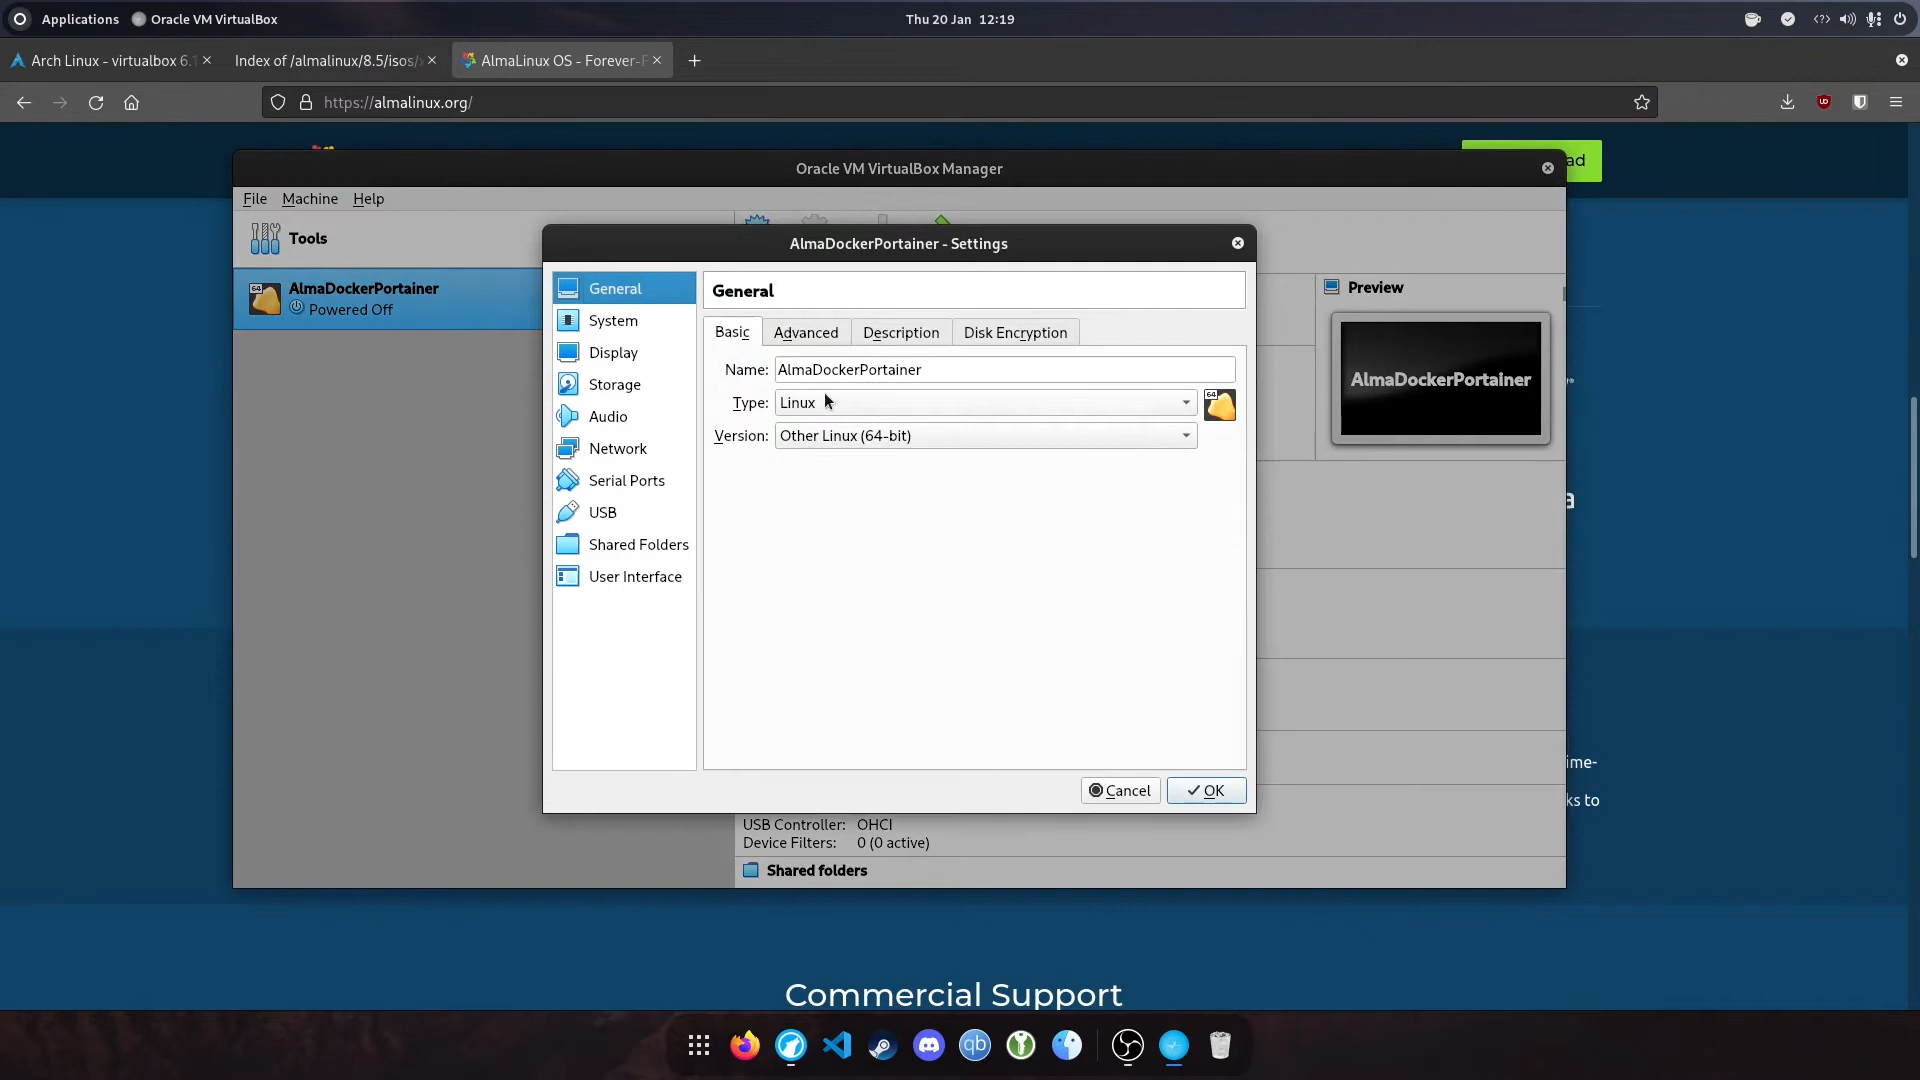 Applications
Oracle VM VirtualBox
Thu 20 Jan 12:19
Arch Linux - virtualbox 6.1
Index of /almalinux/8.5/isos/
AlmaLinux OS - Forever-F
https://almalinux.org/
ad
Oracle VM VirtualBox Manager
File Machine Help
Tools
AlmaDockerPortainer
Powered Off
AlmaDockerPortainer - Settings
General
System
Display
Storage
Audio
Network
Serial Ports
USB
Shared Folders
User Interface
General
Basic Advanced Description Disk Encryption
Name: AlmaDockerPortainer
Type: Linux
64
Version: Other Linux (64-bit)
Cancel OK
Preview
AlmaDockerPortainer
a
ime-
ks to
USB Controller: OHCI
Device Filters: 0 (0 active)
Shared folders
Commercial Support